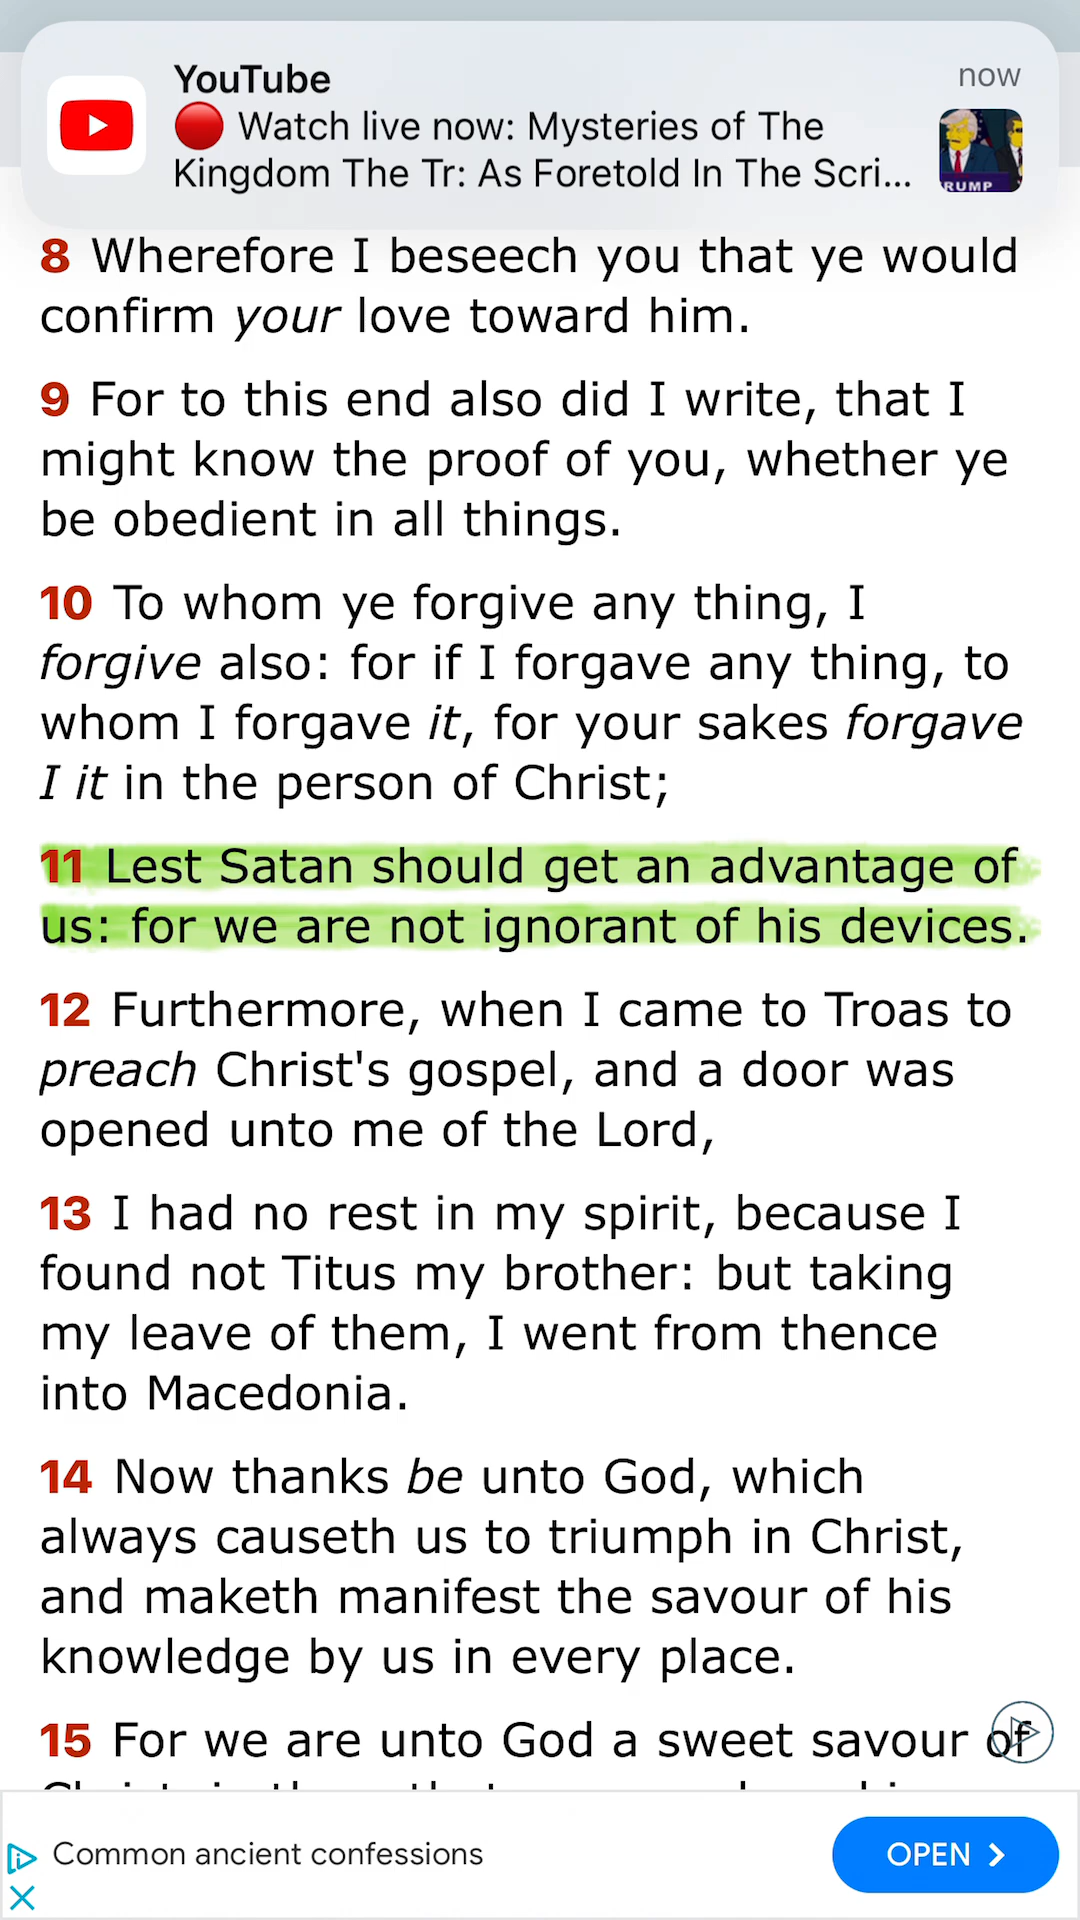 YouTube
now
Watch live now: Mysteries of The
Kingdom The Tr: As Foretold In The Scri...
RUMP
8 Wherefore I beseech you that ye would
confirm your love toward him.
9 For to this end also did I write, that I
might know the proof of you, whether ye
be obedient in all things.
10 To whom ye forgive any thing, I
forgive also: for if I forgave any thing, to
whom I forgave it, for your sakes forgave
I it in the person of Christ;
11 Lest Satan should get an advantage of
us: for we are not ignorant of his devices.
12 Furthermore, when I came to Troas to
preach Christ's gospel, and a door was
opened unto me of the Lord,
13 I had no rest in my spirit, because I
found not Titus my brother: but taking
my leave of them, I went from thence
into Macedonia.
14 Now thanks be unto God, which
always causeth us to triumph in Christ,
and maketh manifest the savour of his
knowledge by us in every place.
15 For we are unto God a sweet savour of
Common ancient confessions
OPEN